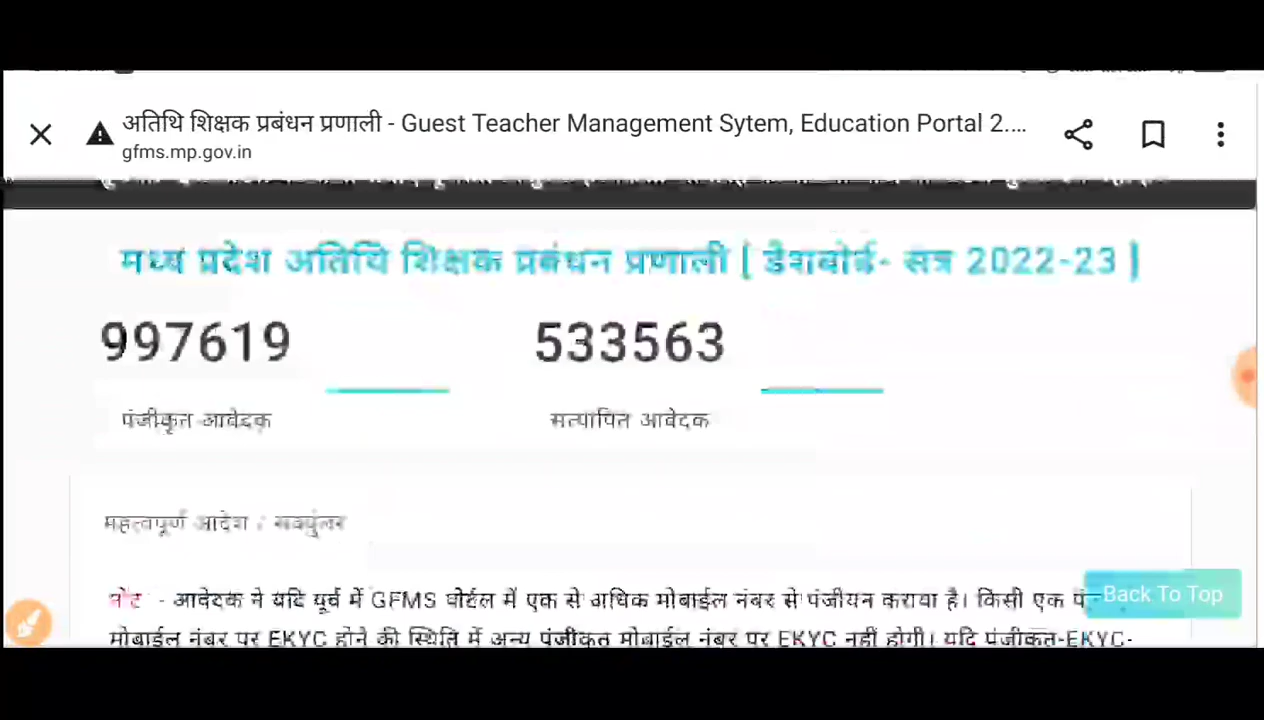 अतिथि शिक्षक प्रबंधन प्रणाली - Guest Teacher Management Sytem, Education Portal 2....
gfms.mp.gov.in
मध्य प्रदेश अतिथि शिक्षक प्रबंधन प्रणाली [ डैशबोर्ड- सत्र 2022-23 ]
997619 533563
पंजीकृत आवेदक सत्यापित आवेदक
महत्वपूर्ण आदेश / सर्क्युलर
नोट - आवेदक ने यदि पूर्व में GFMS पोर्टल में एक से अधिक मोबाईल नंबर से पंजीयन कराया है। किसी एक पं-
Back To Top
मोबाईल नंबर पर EKYC होने की स्थिति में अन्य पंजीकृत मोबाईल नंबर पर EKYC नहीं होगी। यदि पंजीकृत-EKYC-